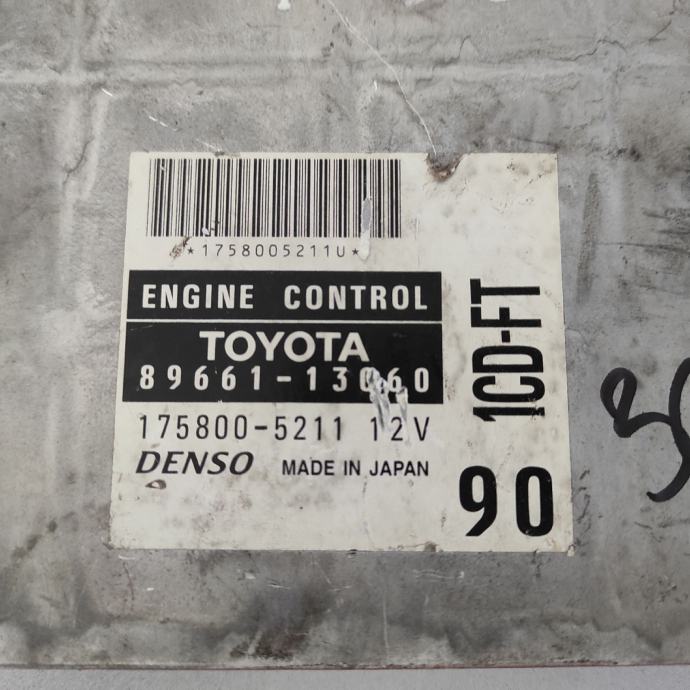 *1758005211U*
ENGINE CONTROL
TOYOTA
89661-13060
175800-5211 12V
DENSO MADE IN JAPAN
1CD-FT
90